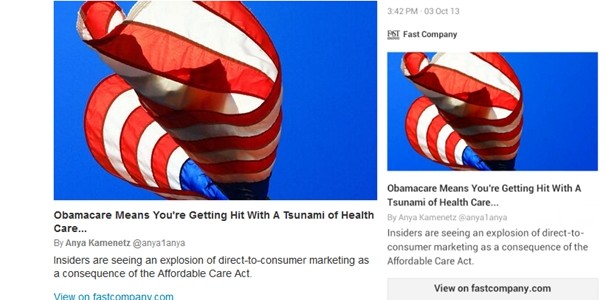 Obamacare Means You're Getting Hit With A Tsunami of Health
Care...
By Anya Kamenetz @anya1anya
Insiders are seeing an explosion of direct-to-consumer marketing as
a consequence of the Affordable Care Act.
View on fastcompany.com
3:42 PM · 03 Oct 13
FAST Fast Company
Obamacare Means You're Getting Hit With A
Tsunami of Health Care...
By Anya Kamenetz @anya1anya
Insiders are seeing an explosion of direct-to-
consumer marketing as a consequence of the
Affordable Care Act.
View on fastcompany.com